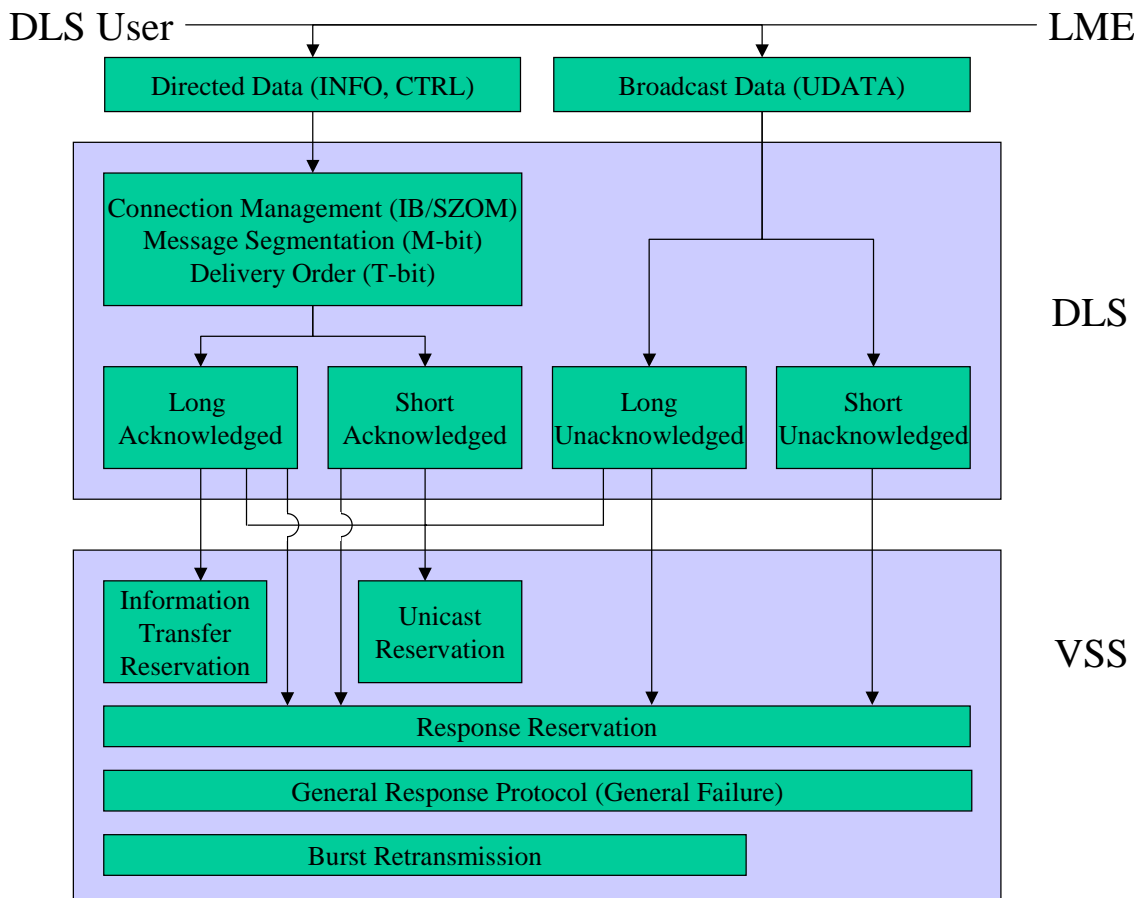 DLS User
LME
Directed Data (INFO, CTRL)
Broadcast Data (UDATA)
Connection Management (IB/SZOM)
Message Segmentation (M-bit)
Delivery Order (T-bit)
DLS
Long
Acknowledged
Short
Acknowledged
Long
Unacknowledged
Short
Unacknowledged
Information
Transfer
Reservation
Unicast
Reservation
VSS
Response Reservation
General Response Protocol (General Failure)
Burst Retransmission